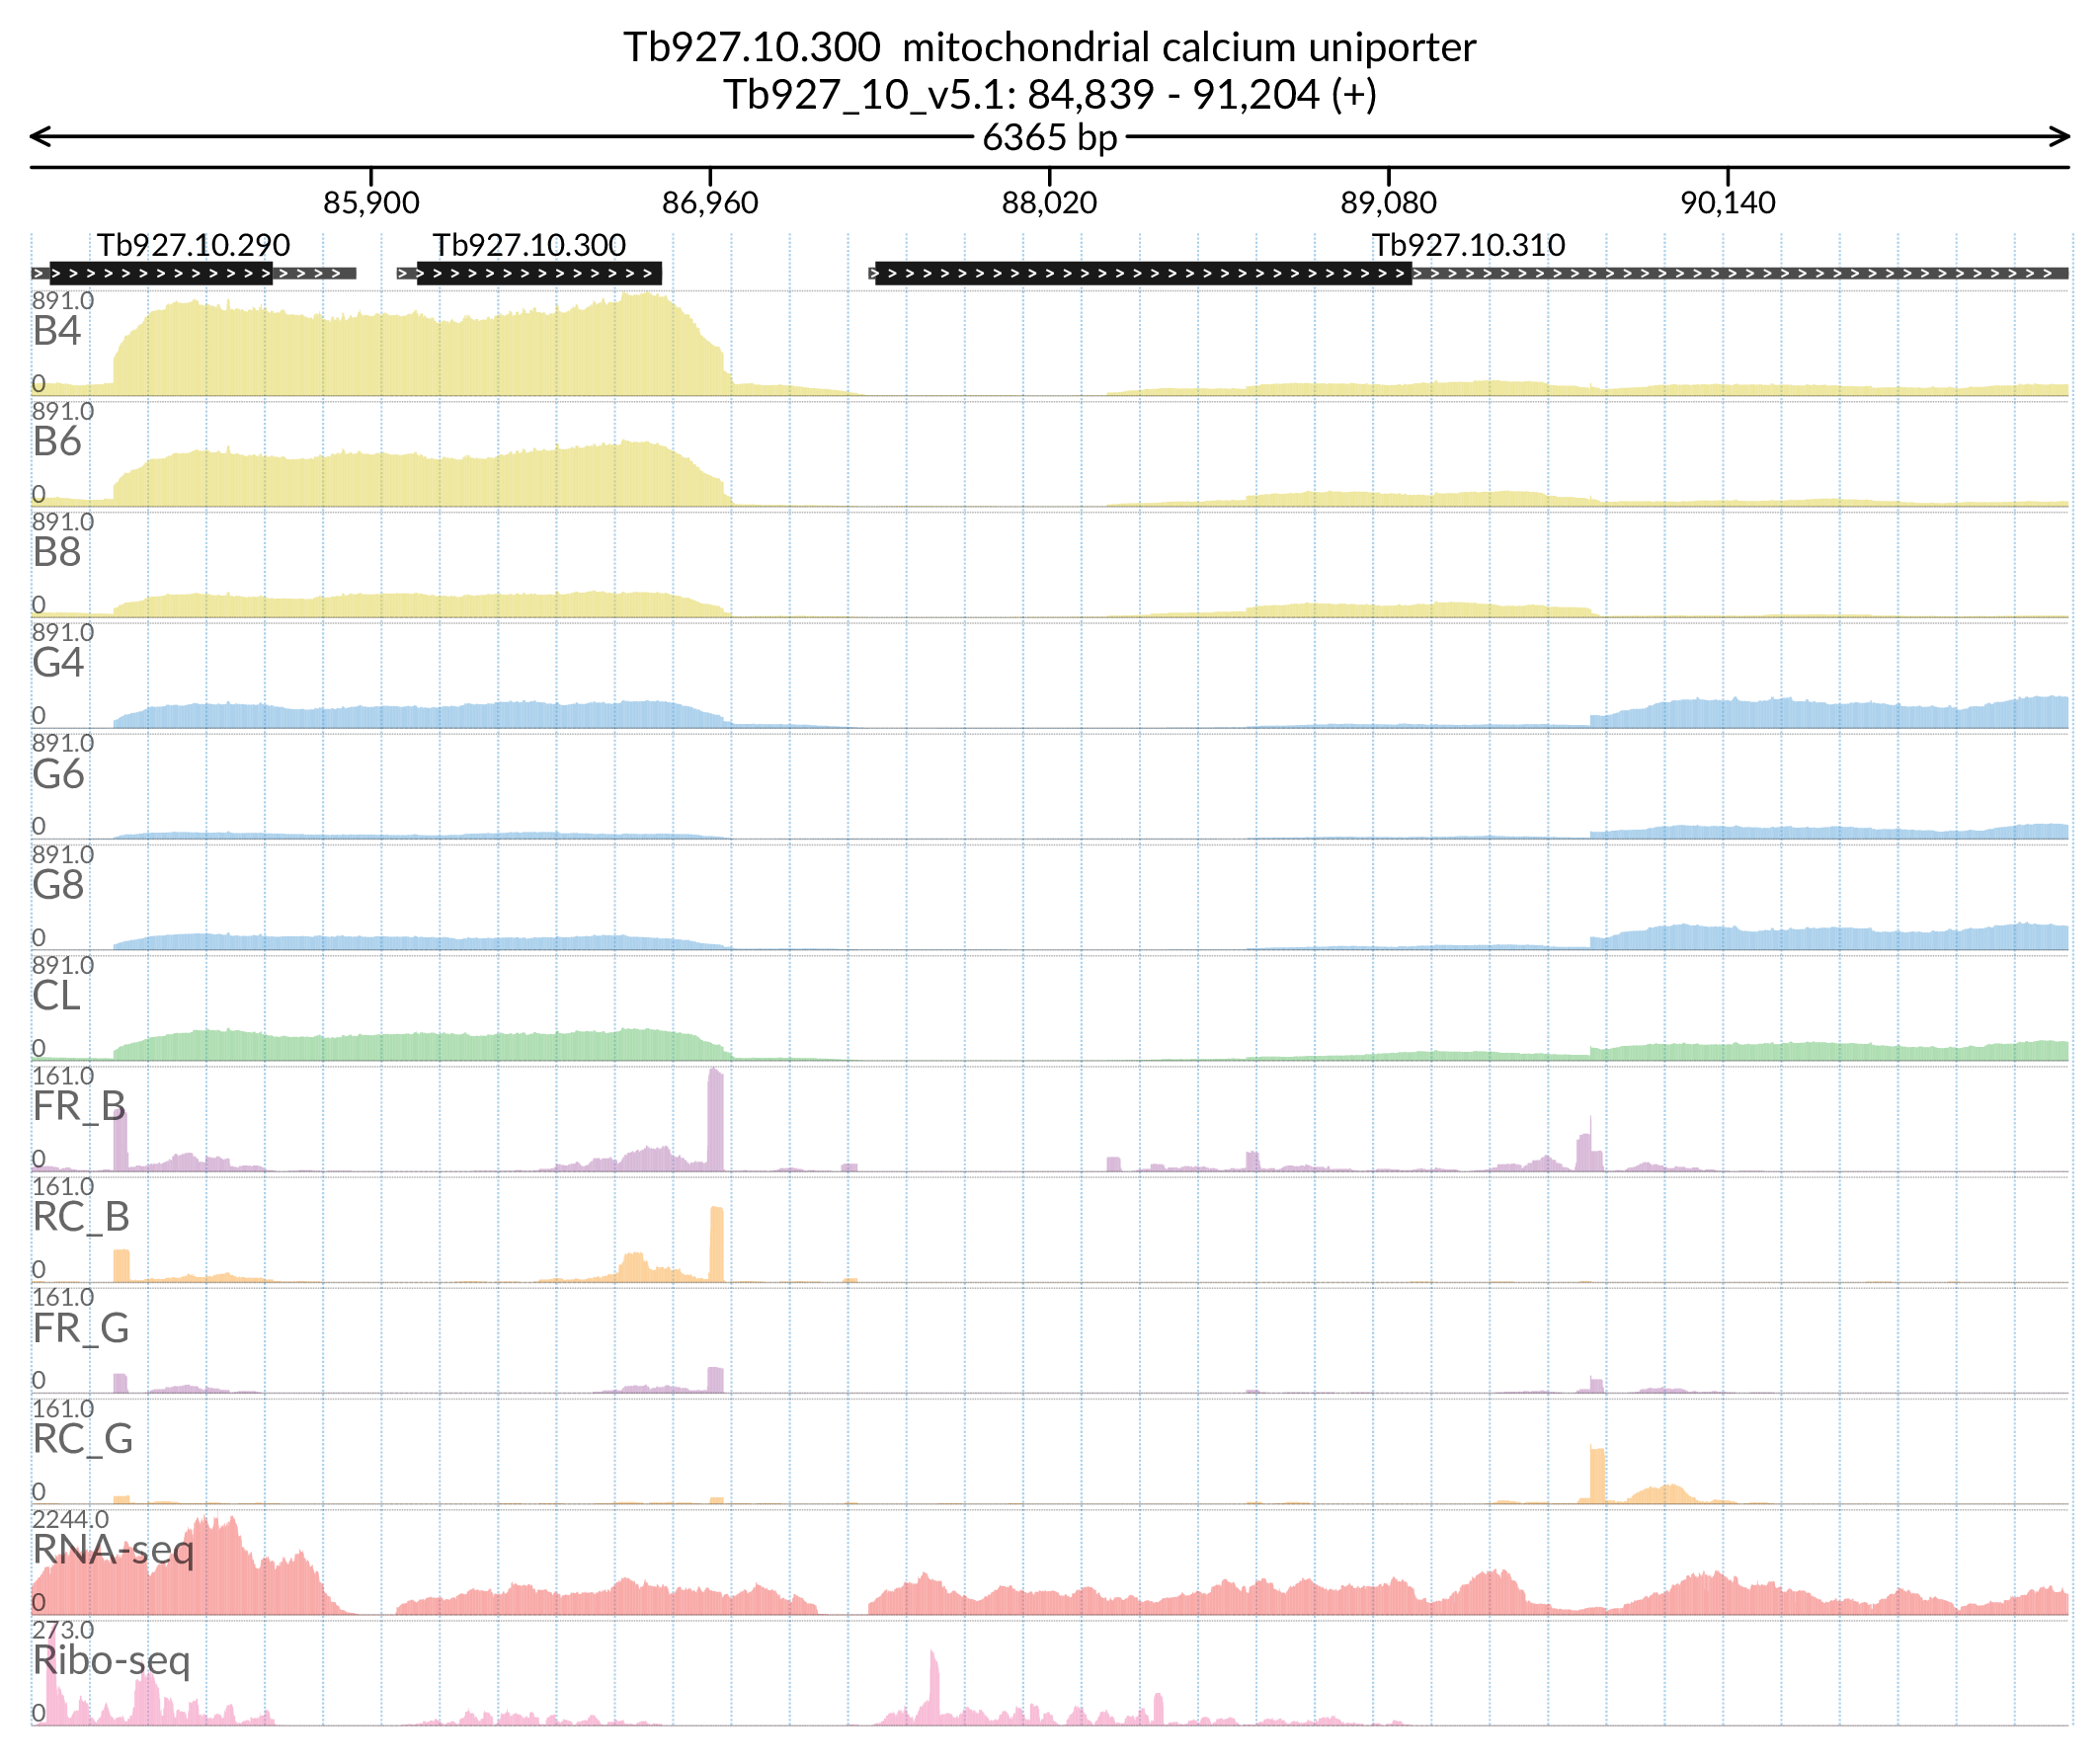 Tb927.10.300  mitochondrial calcium uniporter
Tb927_10_v5.1: 84,839 - 91,204 (+)
6365 bp
85,900 86,960 88,020 89,080 90,140
Tb927.10.290 Tb927.10.300 Tb927.10.310
891.0
B4
0
891.0
B6
0
891.0
B8
0
891.0
G4
0
891.0
G6
0
891.0
G8
0
891.0
CL
0
161.0
FR_B
0
161.0
RC_B
0
161.0
FR_G
0
161.0
RC_G
0
2244.0
RNA-seq
0
273.0
Ribo-seq
0